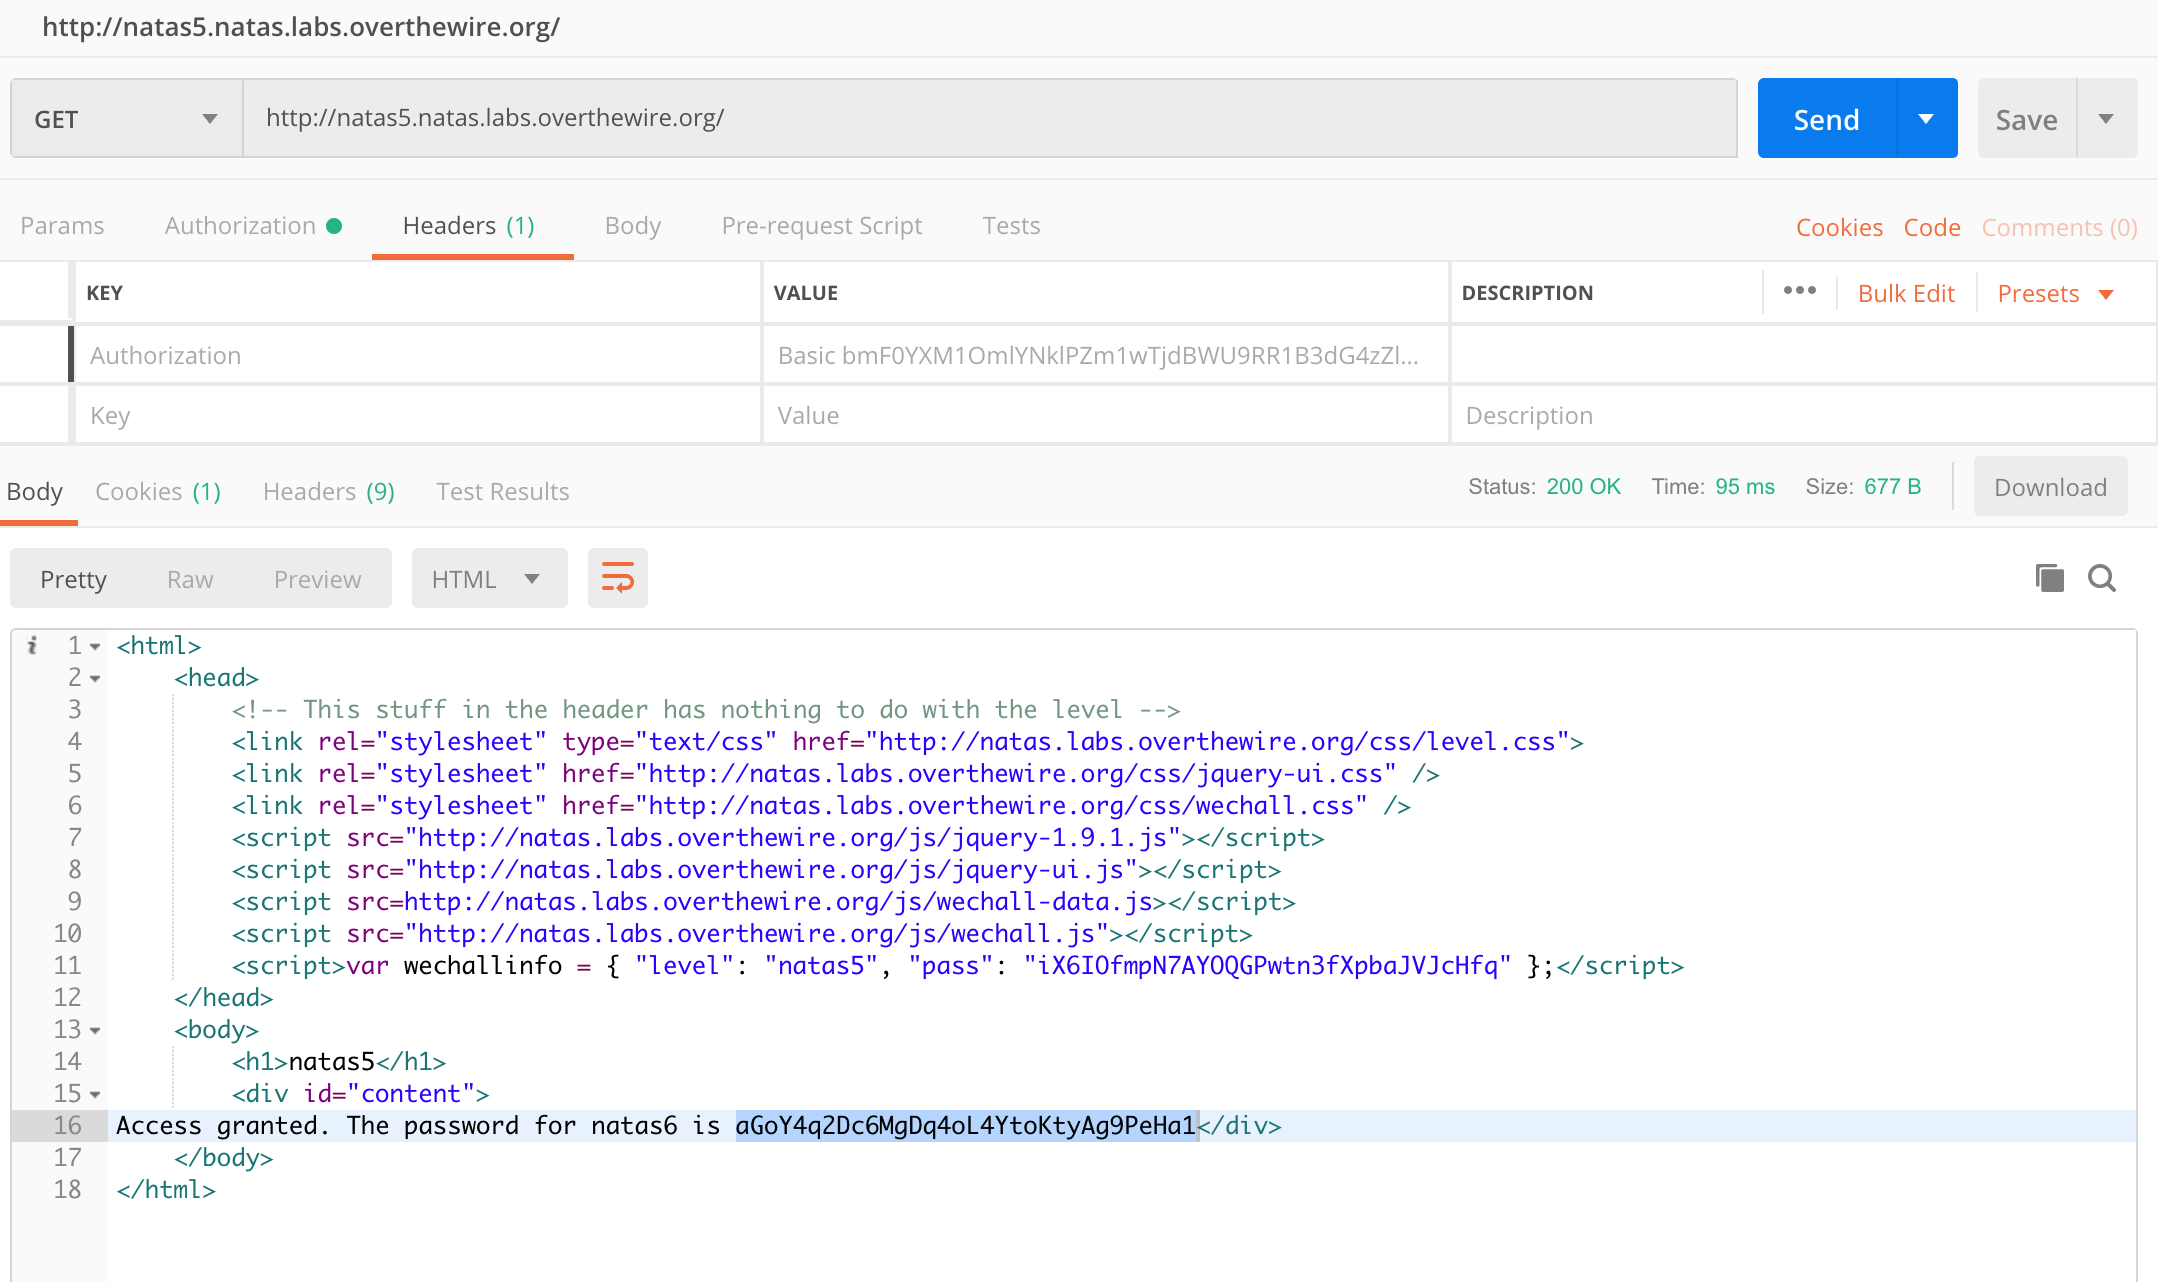 http://natas5.natas.labs.overthewire.org/
GET http://natas5.natas.labs.overthewire.org/ Send Save
Params Authorization Headers (1) Body Pre-request Script Tests Cookies Code Comments (0)
KEY VALUE DESCRIPTION ••• Bulk Edit Presets
Authorization Basic bmF0YXM1OmlYNklPZm1wTjdBWU9RR1B3dG4zZl...
Key Value Description
Body Cookies (1) Headers (9) Test Results Status: 200 OK Time: 95 ms Size: 677 B Download
Pretty Raw Preview HTML
i 1 <html>
2 <head>
3 <!-- This stuff in the header has nothing to do with the level -->
4 <link rel="stylesheet" type="text/css" href="http://natas.labs.overthewire.org/css/level.css">
5 <link rel="stylesheet" href="http://natas.labs.overthewire.org/css/jquery-ui.css" />
6 <link rel="stylesheet" href="http://natas.labs.overthewire.org/css/wechall.css" />
7 <script src="http://natas.labs.overthewire.org/js/jquery-1.9.1.js"></script>
8 <script src="http://natas.labs.overthewire.org/js/jquery-ui.js"></script>
9 <script src=http://natas.labs.overthewire.org/js/wechall-data.js></script>
10 <script src="http://natas.labs.overthewire.org/js/wechall.js"></script>
11 <script>var wechallinfo = { "level": "natas5", "pass": "iX6IOfmpN7AYOQGPwtn3fXpbaJVJcHfq" };</script>
12 </head>
13 <body>
14 <h1>natas5</h1>
15 <div id="content">
16 Access granted. The password for natas6 is aGoY4q2Dc6MgDq4oL4YtoKtyAg9PeHa1</div>
17 </body>
18 </html>